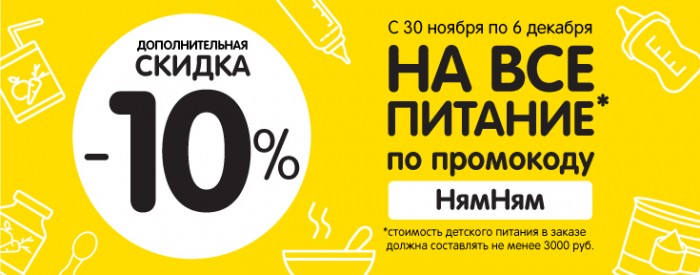 ДОПОЛНИТЕЛЬНАЯ
СКИДКА
-10%
С 30 ноября по 6 декабря
НА ВСЕ
ПИТАНИЕ*
по промокоду
НямНям
*стоимость детского питания в заказе
должна составлять не менее 3000 руб.